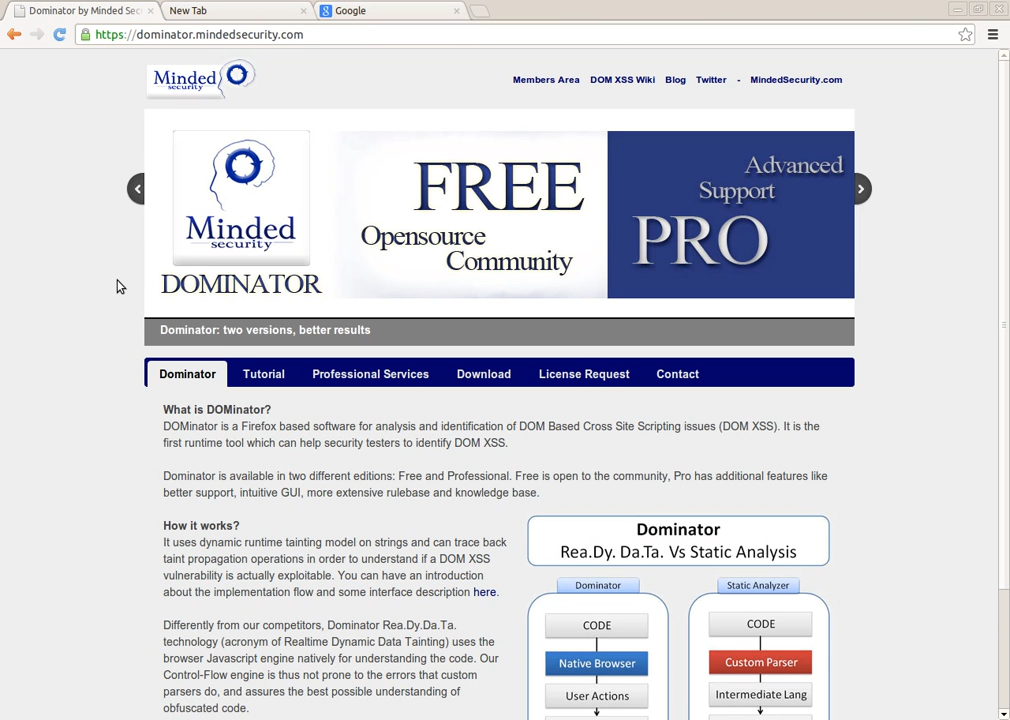 Dominator by Minded Sec
New Tab
Google
https://dominator.mindedsecurity.com
Minded
security
Members Area DOM XSS Wiki Blog Twitter - MindedSecurity.com
Minded
security
DOMINATOR
FREE
Opensource
Community
Advanced
Support
PRO
Dominator: two versions, better results
Dominator Tutorial Professional Services Download License Request Contact
What is DOMinator?
DOMinator is a Firefox based software for analysis and identification of DOM Based Cross Site Scripting issues (DOM XSS). It is the
first runtime tool which can help security testers to identify DOM XSS.
Dominator is available in two different editions: Free and Professional. Free is open to the community, Pro has additional features like
better support, intuitive GUI, more extensive rulebase and knowledge base.
How it works?
It uses dynamic runtime tainting model on strings and can trace back
taint propagation operations in order to understand if a DOM XSS
vulnerability is actually exploitable. You can have an introduction
about the implementation flow and some interface description here.
Differently from our competitors, Dominator Rea.Dy.Da.Ta.
technology (acronym of Realtime Dynamic Data Tainting) uses the
browser Javascript engine natively for understanding the code. Our
Control-Flow engine is thus not prone to the errors that custom
parsers do, and assures the best possible understanding of
obfuscated code.
Dominator
Rea.Dy. Da.Ta. Vs Static Analysis
Dominator
CODE
Native Browser
User Actions
Static Analyzer
CODE
Custom Parser
Intermediate Lang